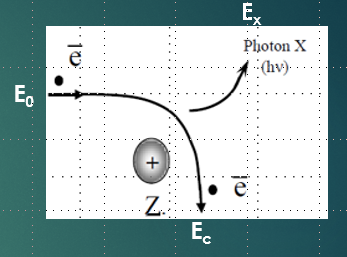 Eₓ
Photon X
(hν)
e̅
E₀
+
Z.
e̅
E꜀